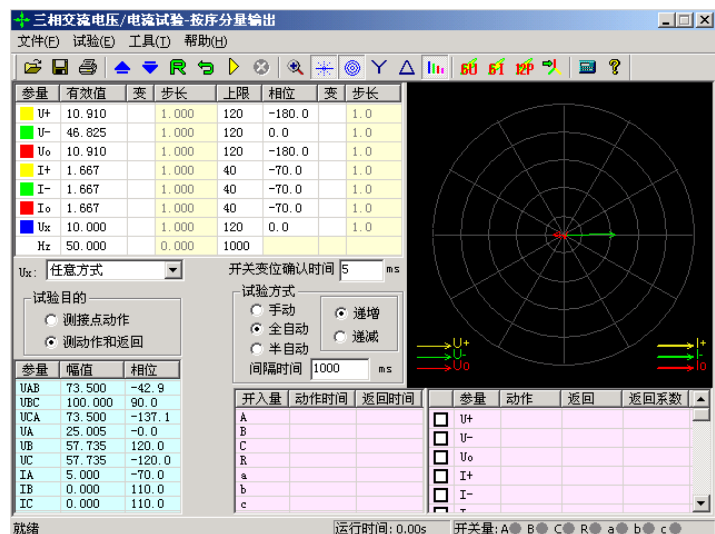 三相交流电压/电流试验-按序分量输出
文件(F) 试验(E) 工具(T) 帮助(H)
6U 6I 12P
参量 有效值 变 步长 上限 相位 变 步长
U+ 10.910 1.000 120 -180.0 1.0
U- 46.825 1.000 120 0.0 1.0
Uo 10.910 1.000 120 -180.0 1.0
I+ 1.667 1.000 40 -70.0 1.0
I- 1.667 1.000 40 -70.0 1.0
Io 1.667 1.000 40 -70.0 1.0
Ux 10.000 1.000 120 0.0 1.0
Hz 50.000 0.000 1000
Ux: 任意方式 开关变位确认时间 5 ms
试验目的
测接点动作
测动作和返回
试验方式
手动
全自动
半自动
递增
递减
间隔时间 1000 ms
U+
U-
Uo
I+
I-
Io
参量 幅值 相位
UAB 73.500 -42.9
UBC 100.000 90.0
UCA 73.500 -137.1
UA 25.005 -0.0
UB 57.735 120.0
UC 57.735 -120.0
IA 5.000 -70.0
IB 0.000 110.0
IC 0.000 110.0
开入量 动作时间 返回时间
A
B
C
R
a
b
c
参量 动作 返回 返回系数
U+
U-
Uo
I+
I-
就绪 运行时间: 0.00s 开关量: A B C R a b c